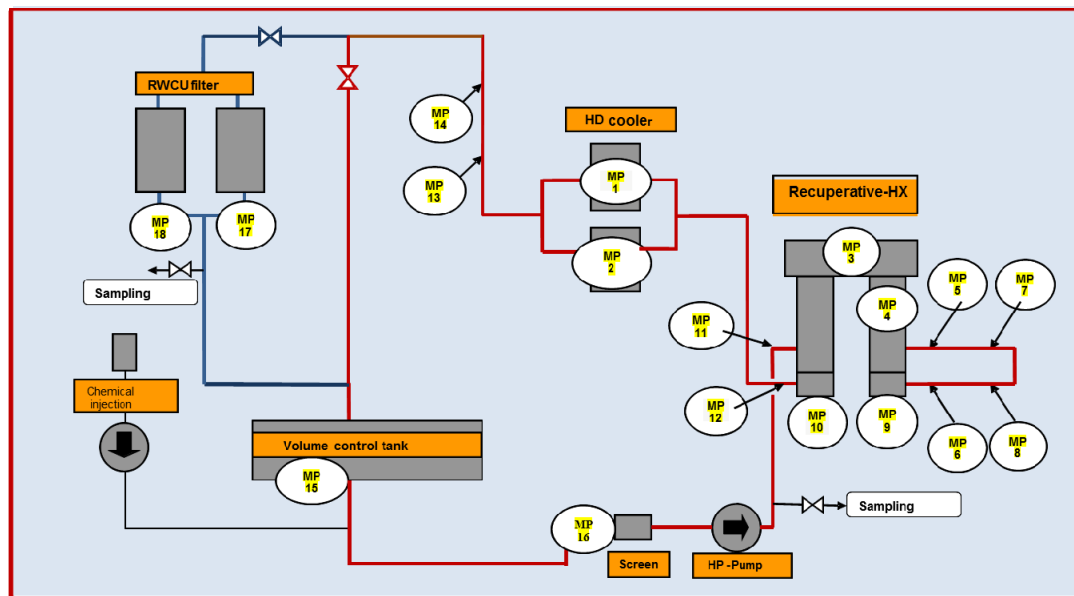 RWCU filter
MP
14
HD cooler
MP
1
MP
13
Recuperative-HX
MP
18
MP
17
MP
2
MP
3
Sampling
MP
5
MP
7
MP
4
MP
11
Chemical
injection
MP
12
MP
10
MP
9
MP
6
MP
8
Volume control tank
MP
15
Sampling
MP
16
Screen
HP -Pump